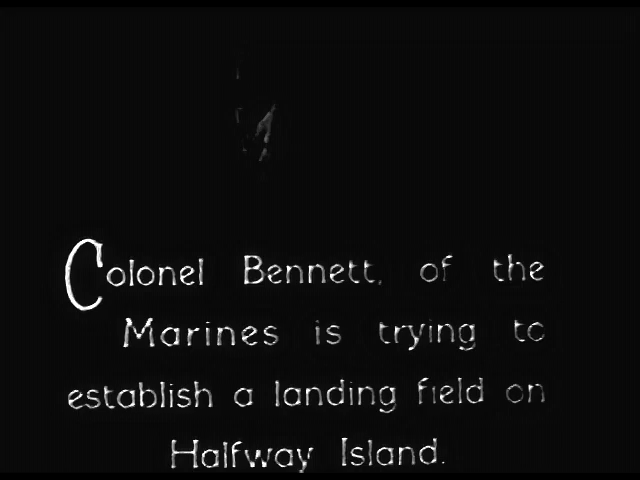 Colonel Bennett, of the
Marines is trying to
establish a landing field on
Halfway Island.